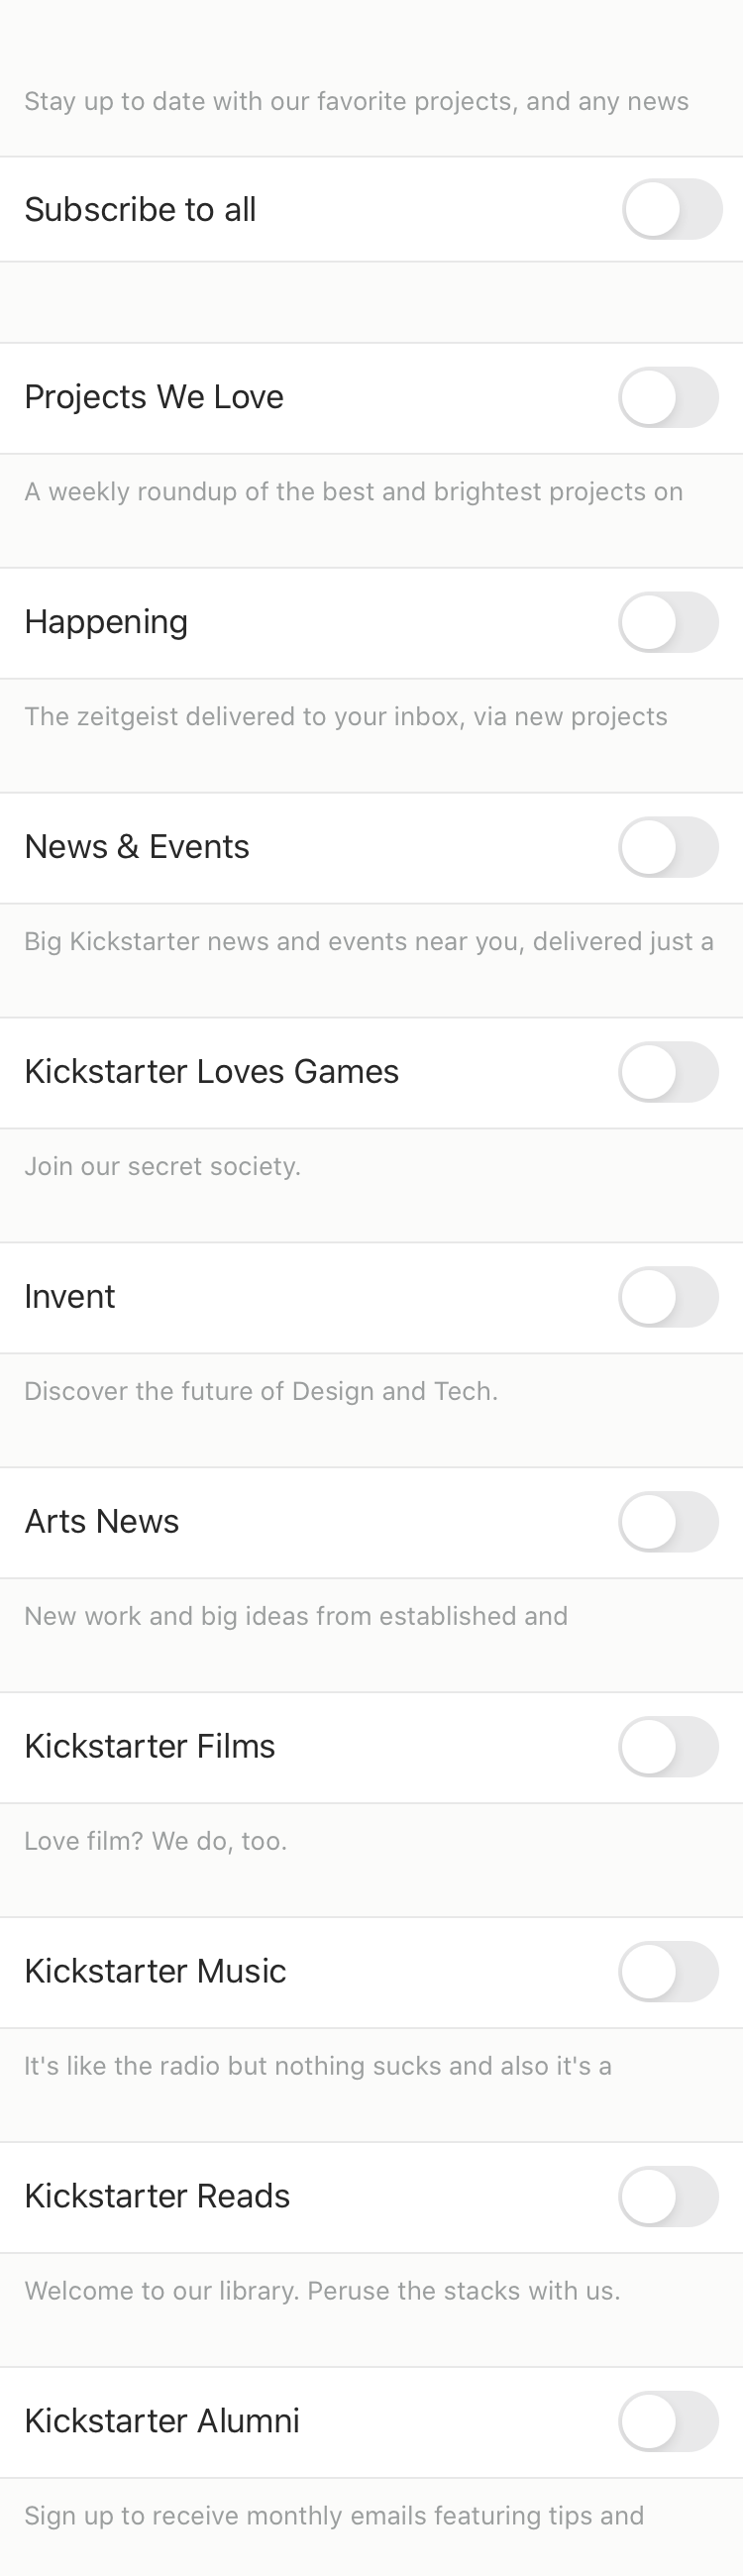 Stay up to date with our favorite projects, and any news
Subscribe to all
Projects We Love
A weekly roundup of the best and brightest projects on
Happening
The zeitgeist delivered to your inbox, via new projects
News & Events
Big Kickstarter news and events near you, delivered just a
Kickstarter Loves Games
Join our secret society.
Invent
Discover the future of Design and Tech.
Arts News
New work and big ideas from established and
Kickstarter Films
Love film? We do, too.
Kickstarter Music
It's like the radio but nothing sucks and also it's a
Kickstarter Reads
Welcome to our library. Peruse the stacks with us.
Kickstarter Alumni
Sign up to receive monthly emails featuring tips and